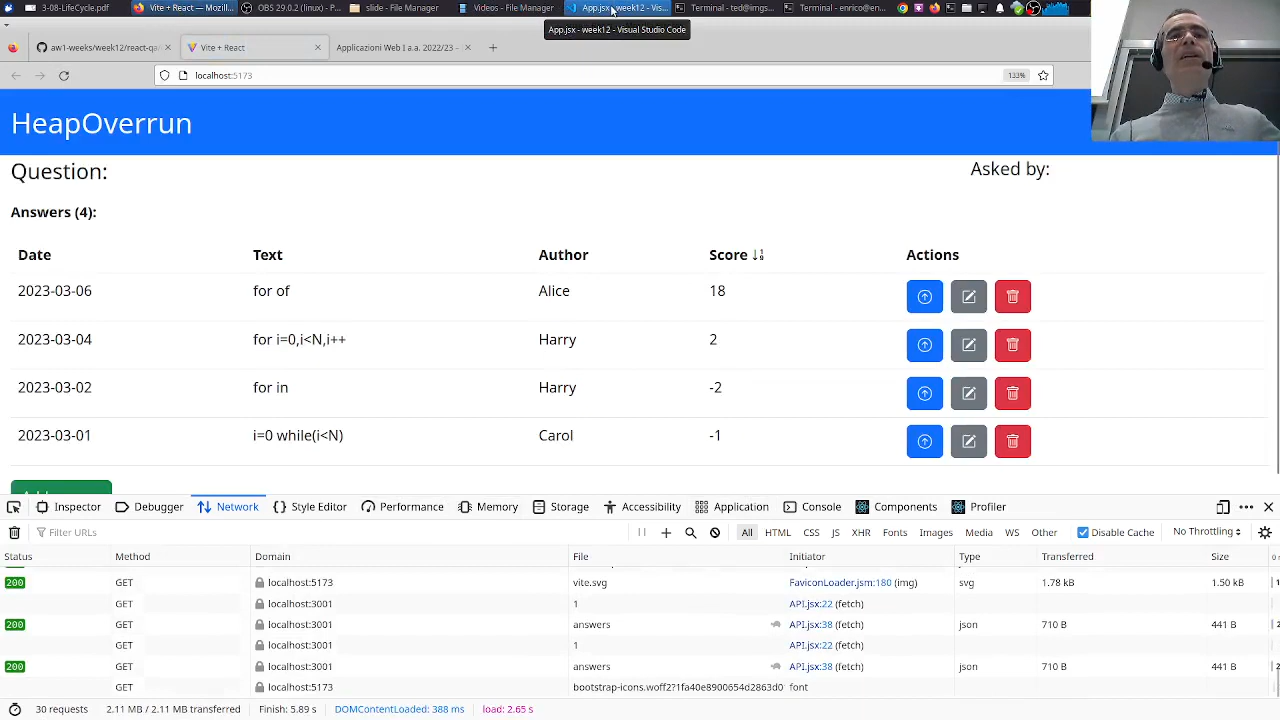 3-08-LifeCycle.pdf
Vite + React — Mozill...
OBS 29.0.2 (linux) - P...
slide - File Manager
Videos - File Manager
App.jsx - week12 - Vis...
Terminal - ted@imgs...
Terminal - enrico@en...
App.jsx - week12 - Visual Studio Code
aw1-weeks/week12/react-qa
Vite + React
Applicazioni Web I a.a. 2022/23 -
localhost:5173
133%
HeapOverrun
Question:
Asked by:
Answers (4):
Date Text Author Score Actions
2023-03-06 for of Alice 18
2023-03-04 for i=0,i<N,i++ Harry 2
2023-03-02 for in Harry -2
2023-03-01 i=0 while(i<N) Carol -1
Inspector Debugger Network Style Editor Performance Memory Storage Accessibility Application Console Components Profiler
Filter URLs
All HTML CSS JS XHR Fonts Images Media WS Other Disable Cache No Throttling
Status Method Domain File Initiator Type Transferred Size
200 GET localhost:5173 vite.svg FaviconLoader.jsm:180 (img) svg 1.78 kB 1.50 kB
GET localhost:3001 1 API.jsx:22 (fetch)
200 GET localhost:3001 answers API.jsx:38 (fetch) json 710 B 441 B
GET localhost:3001 1 API.jsx:22 (fetch)
200 GET localhost:3001 answers API.jsx:38 (fetch) json 710 B 441 B
GET localhost:5173 bootstrap-icons.woff2?1fa40e8900654d2863d0 font
30 requests 2.11 MB / 2.11 MB transferred Finish: 5.89 s DOMContentLoaded: 388 ms load: 2.65 s